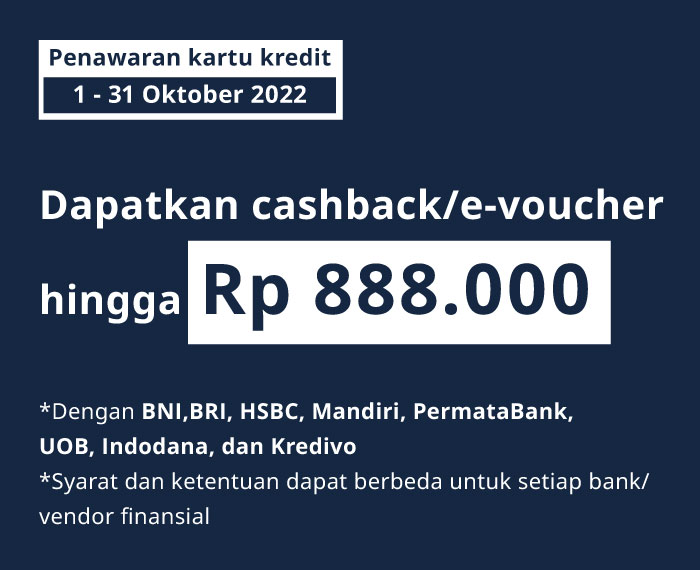 Penawaran kartu kredit
1 - 31 Oktober 2022
Dapatkan cashback/e-voucher
hingga Rp 888.000
*Dengan BNI,BRI, HSBC, Mandiri, PermataBank,
UOB, Indodana, dan Kredivo
*Syarat dan ketentuan dapat berbeda untuk setiap bank/
vendor finansial